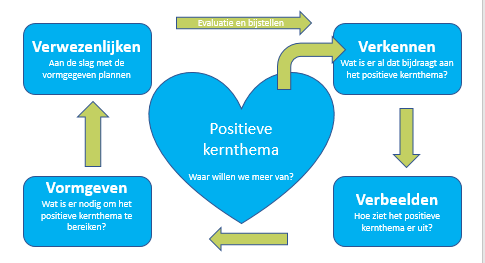 Evaluatie en bijstellen
Verwezenlijken
Aan de slag met de
vormgegeven plannen
Verkennen
Wat is er al dat bijdraagt aan
het positieve kernthema?
Positieve
kernthema
Waar willen we meer van?
Vormgeven
Wat is er nodig om het
positieve kernthema te
bereiken?
Verbeelden
Hoe ziet het positieve
kernthema er uit?